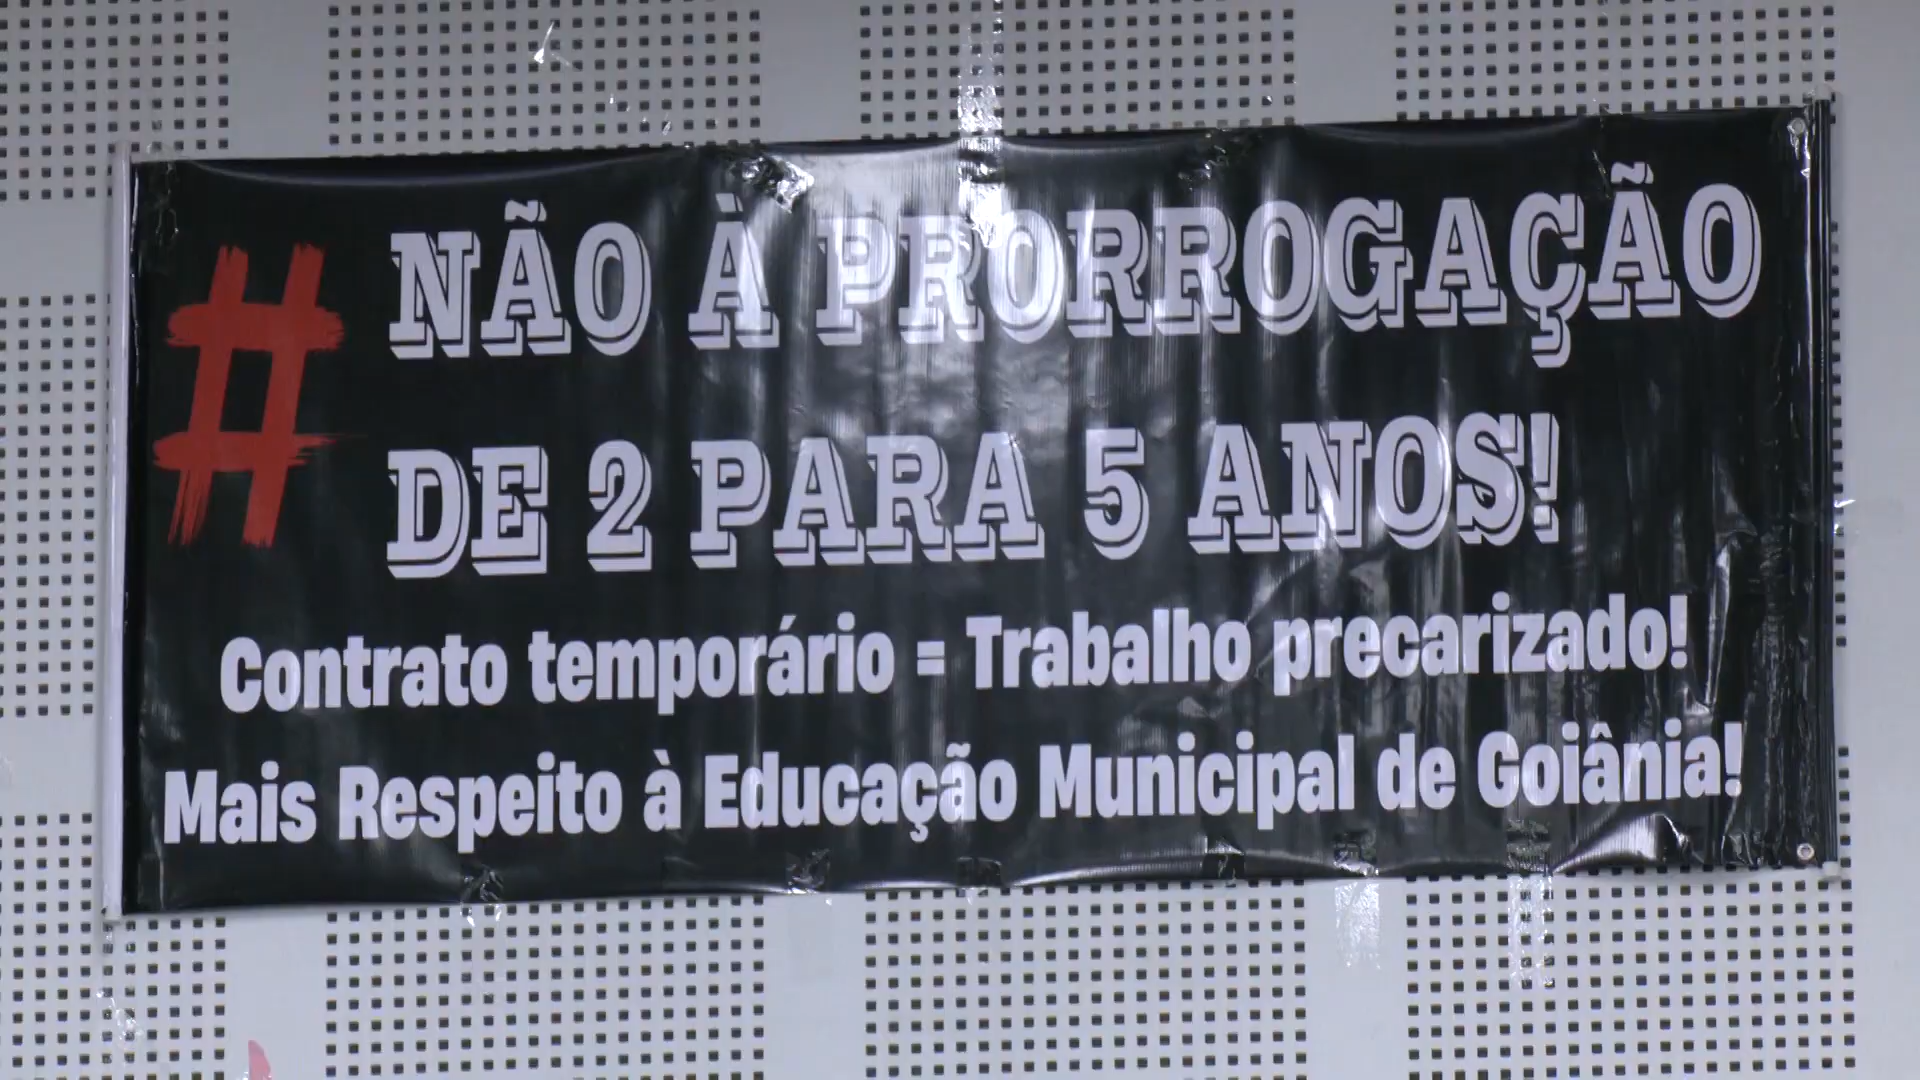 # NÃO À PRORROGAÇÃO
DE 2 PARA 5 ANOS!
Contrato temporário = Trabalho precarizado!
Mais Respeito à Educação Municipal de Goiânia!